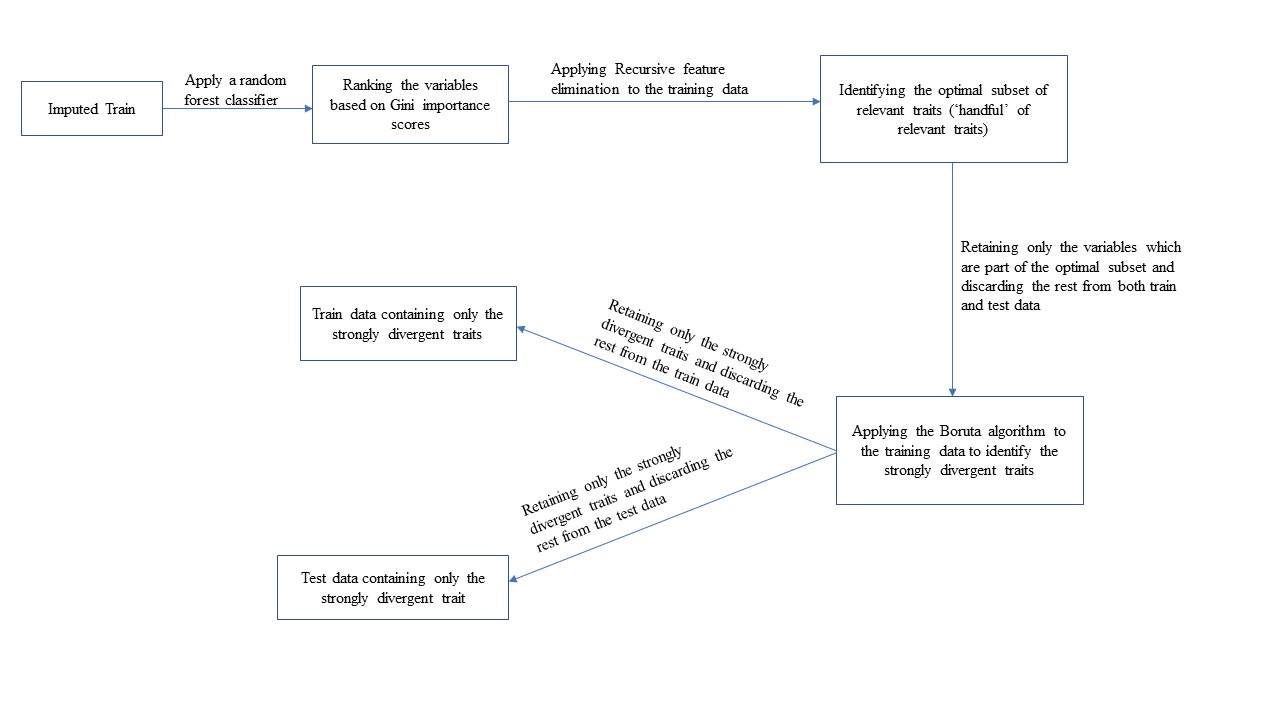 Imputed Train
Apply a random
forest classifier
Ranking the variables
based on Gini importance
scores
Applying Recursive feature
elimination to the training data
Identifying the optimal subset of
relevant traits (‘handful’ of
relevant traits)
Retaining only the variables which
are part of the optimal subset and
discarding the rest from both train
and test data
Applying the Boruta algorithm to
the training data to identify the
strongly divergent traits
Retaining only the strongly
divergent traits and discarding the
rest from the train data
Train data containing only the
strongly divergent traits
Retaining only the strongly
divergent traits and discarding the
rest from the test data
Test data containing only the
strongly divergent trait